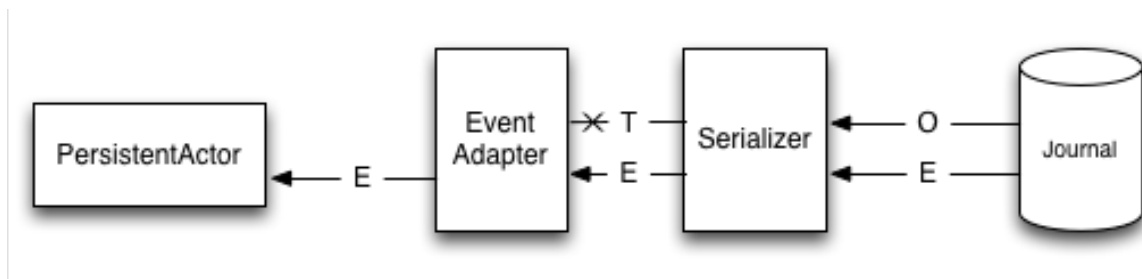 PersistentActor
E
Event
Adapter
T
E
Serializer
O
E
Journal